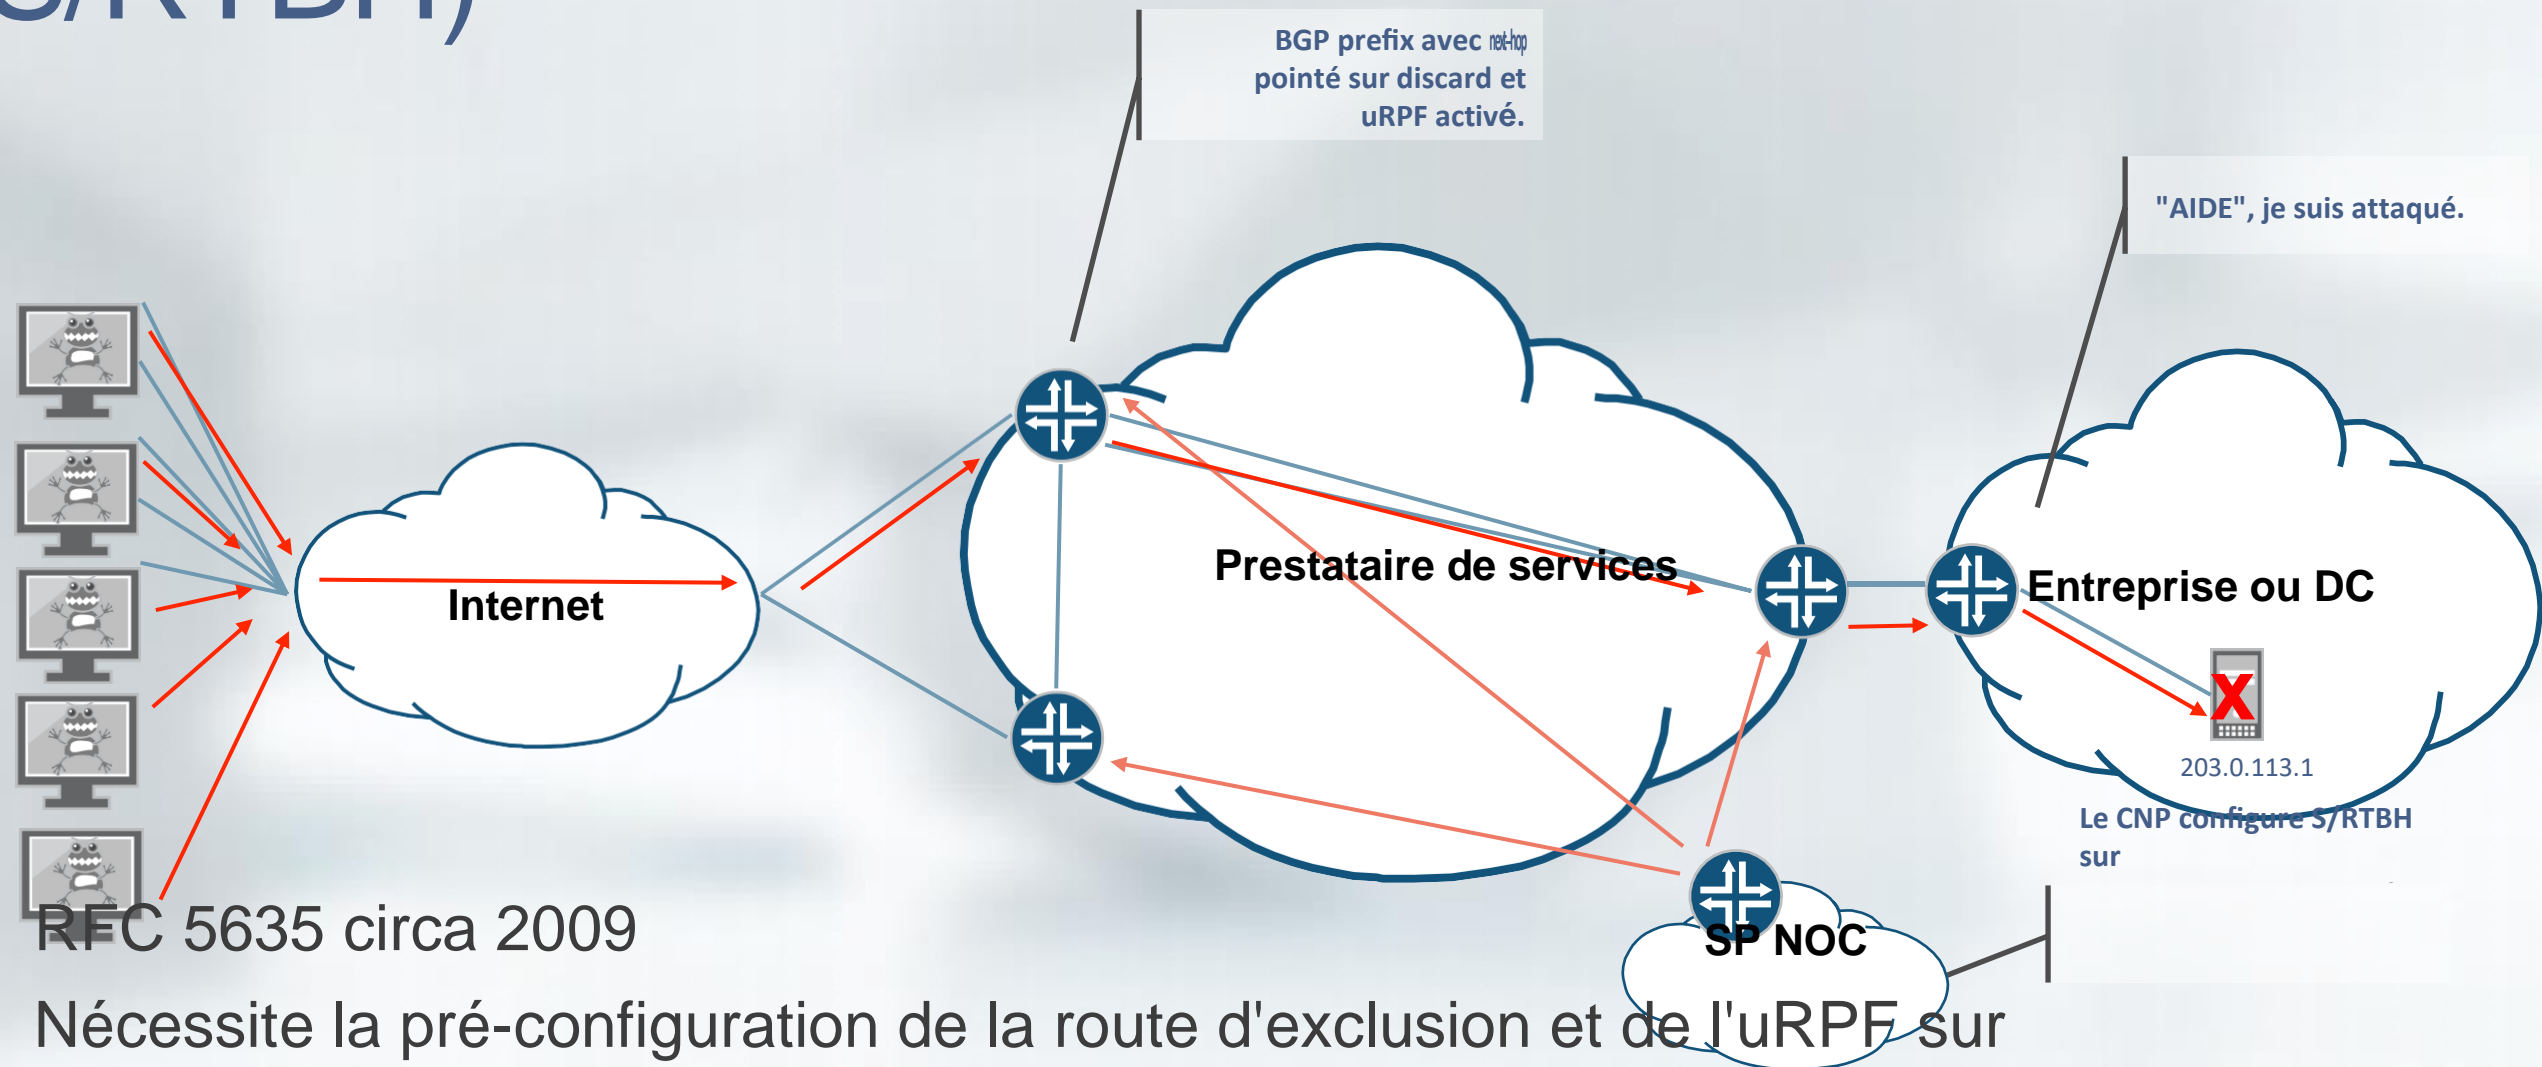 S/RTBH)
BGP prefix avec next-hop
pointé sur discard et
uRPF activé.
"AIDE", je suis attaqué.
Prestataire de services
Internet
Entreprise ou DC
X
203.0.113.1
Le CNP configure S/RTBH
sur
SP NOC
RFC 5635 circa 2009
Nécessite la pré-configuration de la route d'exclusion et de l'uRPF sur